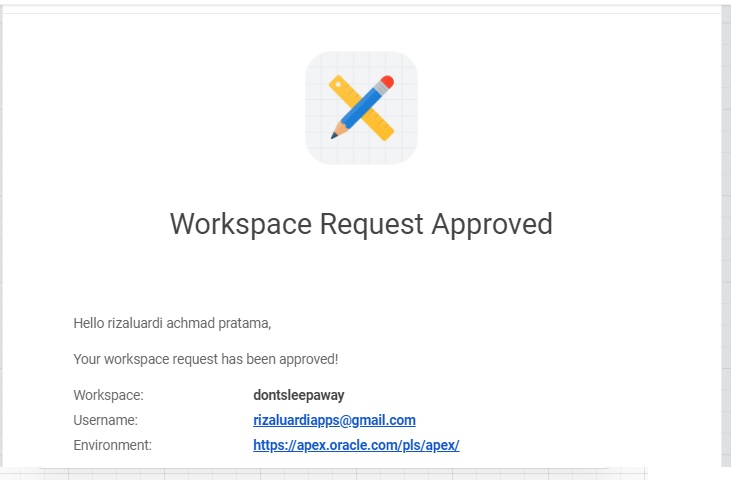 Workspace Request Approved
Hello rizaluardi achmad pratama,
Your workspace request has been approved!
Workspace: dontsleepaway
Username: rizaluardiapps@gmail.com
Environment: https://apex.oracle.com/pls/apex/